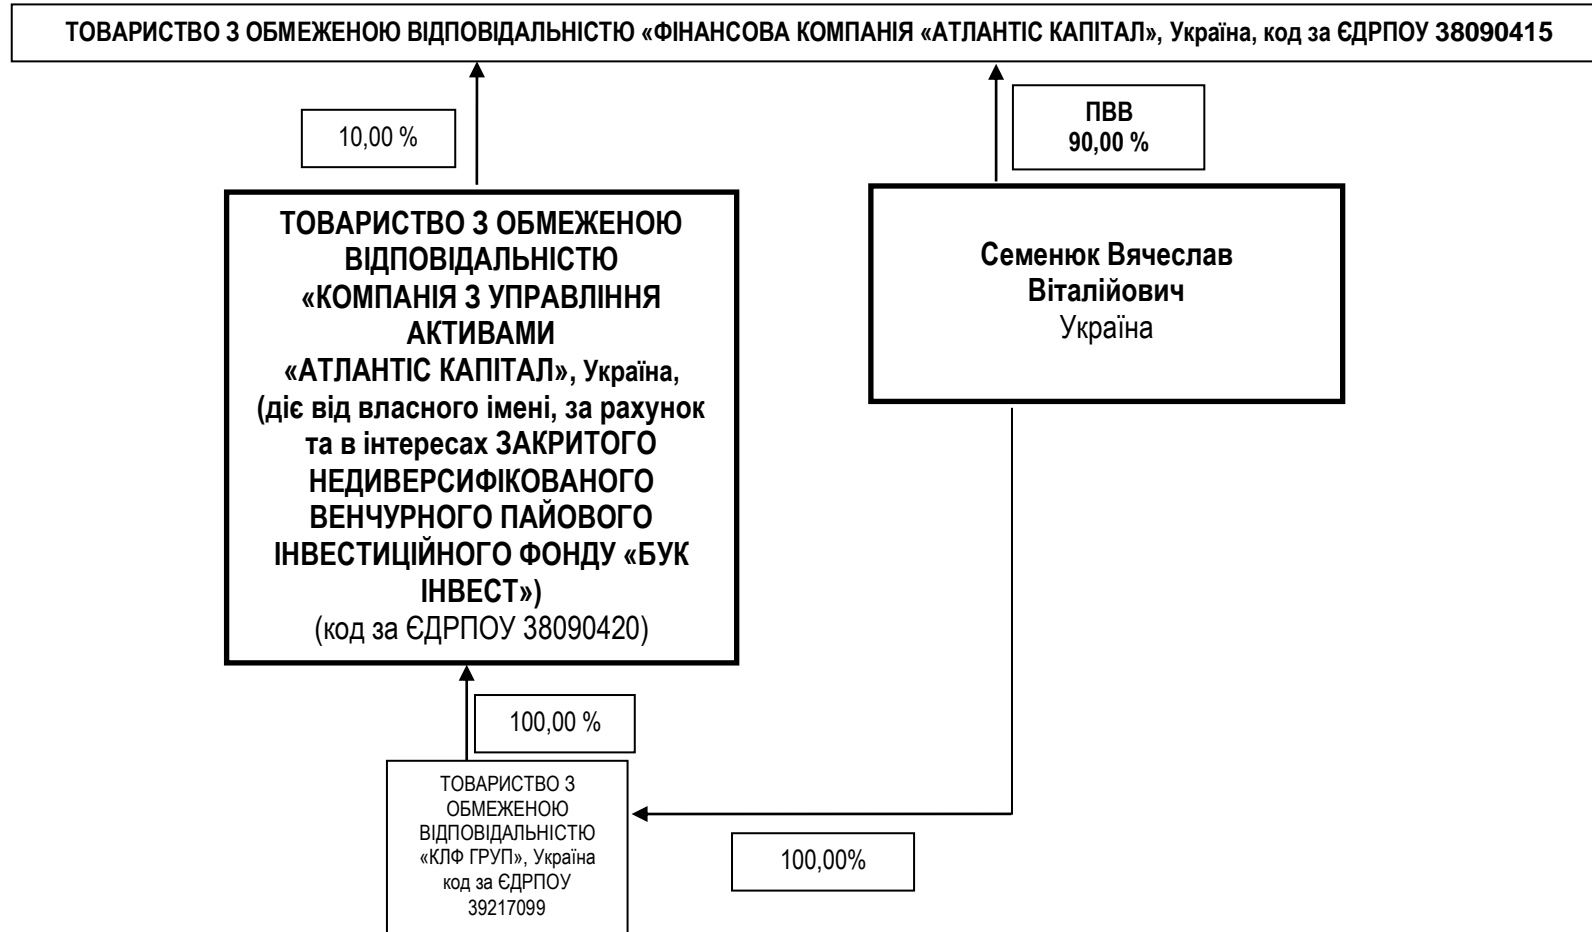 ТОВАРИСТВО З ОБМЕЖЕНОЮ ВІДПОВІДАЛЬНІСТЮ «ФІНАНСОВА КОМПАНІЯ «АТЛАНТІС КАПІТАЛ», Україна, код за ЄДРПОУ 38090415
10,00 %
ПВВ
90,00 %
ТОВАРИСТВО З ОБМЕЖЕНОЮ
ВІДПОВІДАЛЬНІСТЮ
«КОМПАНІЯ З УПРАВЛІННЯ
АКТИВАМИ
«АТЛАНТІС КАПІТАЛ», Україна,
(діє від власного імені, за рахунок
та в інтересах ЗАКРИТОГО
НЕДИВЕРСИФІКОВАНОГО
ВЕНЧУРНОГО ПАЙОВОГО
ІНВЕСТИЦІЙНОГО ФОНДУ «БУК
ІНВЕСТ»)
(код за ЄДРПОУ 38090420)
Семенюк Вячеслав
Віталійович
Україна
100,00 %
ТОВАРИСТВО З
ОБМЕЖЕНОЮ
ВІДПОВІДАЛЬНІСТЮ
«КЛФ ГРУП», Україна
код за ЄДРПОУ
39217099
100,00%